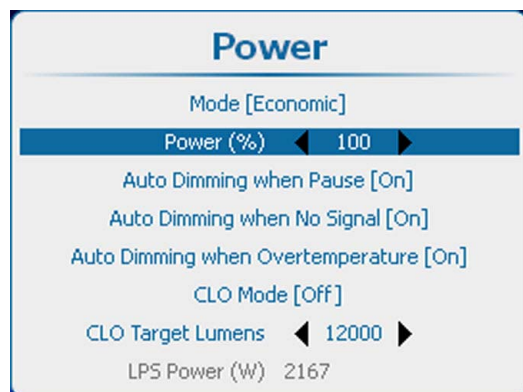 Power
Mode [Economic]
Power (%) 100
Auto Dimming when Pause [On]
Auto Dimming when No Signal [On]
Auto Dimming when Overtemperature [On]
CLO Mode [Off]
CLO Target Lumens 12000
LPS Power (W) 2167